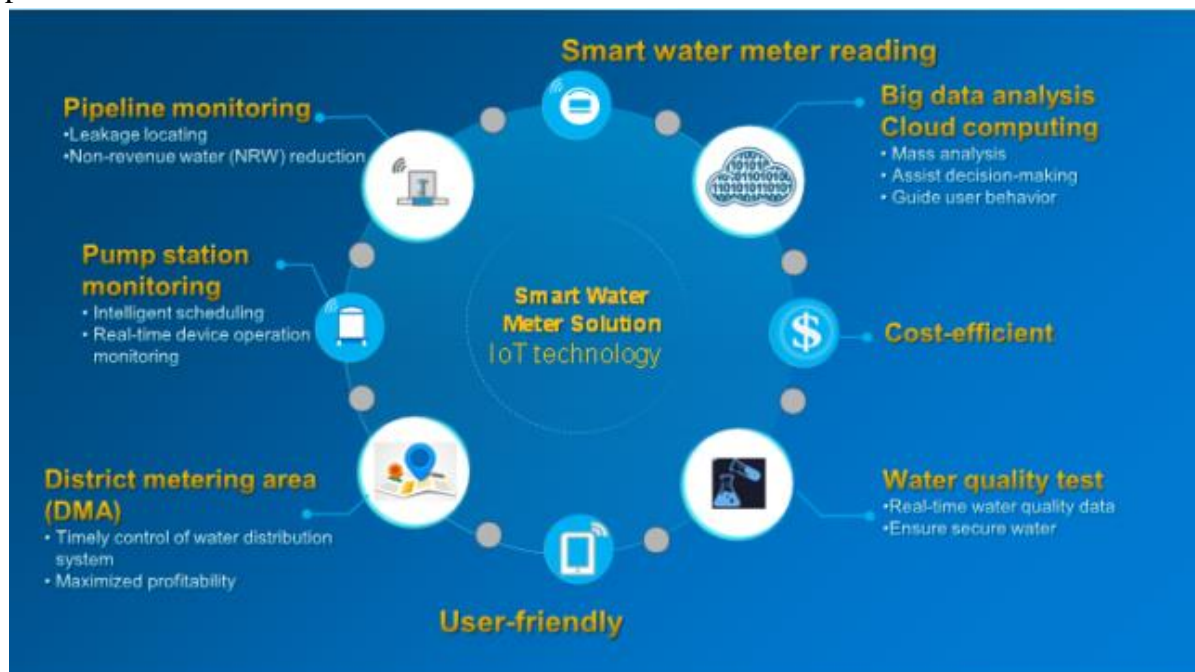 Smart water meter reading
Pipeline monitoring
•Leakage locating
•Non-revenue water (NRW) reduction
Big data analysis
Cloud computing
• Mass analysis
• Assist decision-making
• Guide user behavior
Pump station
monitoring
• Intelligent scheduling
• Real-time device operation
monitoring
Smart Water
Meter Solution
IoT technology
$
Cost-efficient
District metering area
(DMA)
• Timely control of water distribution
system
• Maximized profitability
Water quality test
•Real-time water quality data
•Ensure secure water
User-friendly